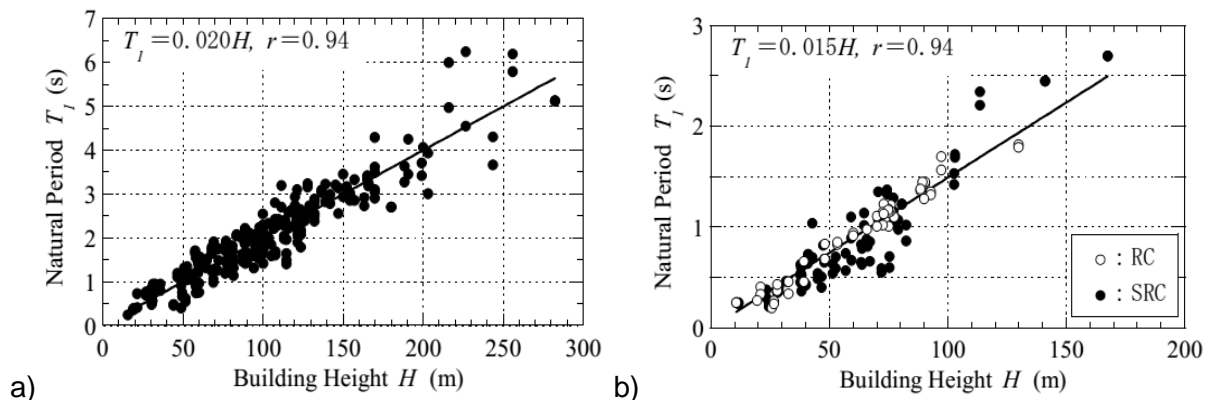 T₁=0.020H, r=0.94
Natural Period T₁ (s)
7
6
5
4
3
2
1
0
0 50 100 150 200 250 300
Building Height H (m)
a)
T₁=0.015H, r=0.94
Natural Period T₁ (s)
3
2
1
0
○ : RC
● : SRC
0 50 100 150 200
Building Height H (m)
b)